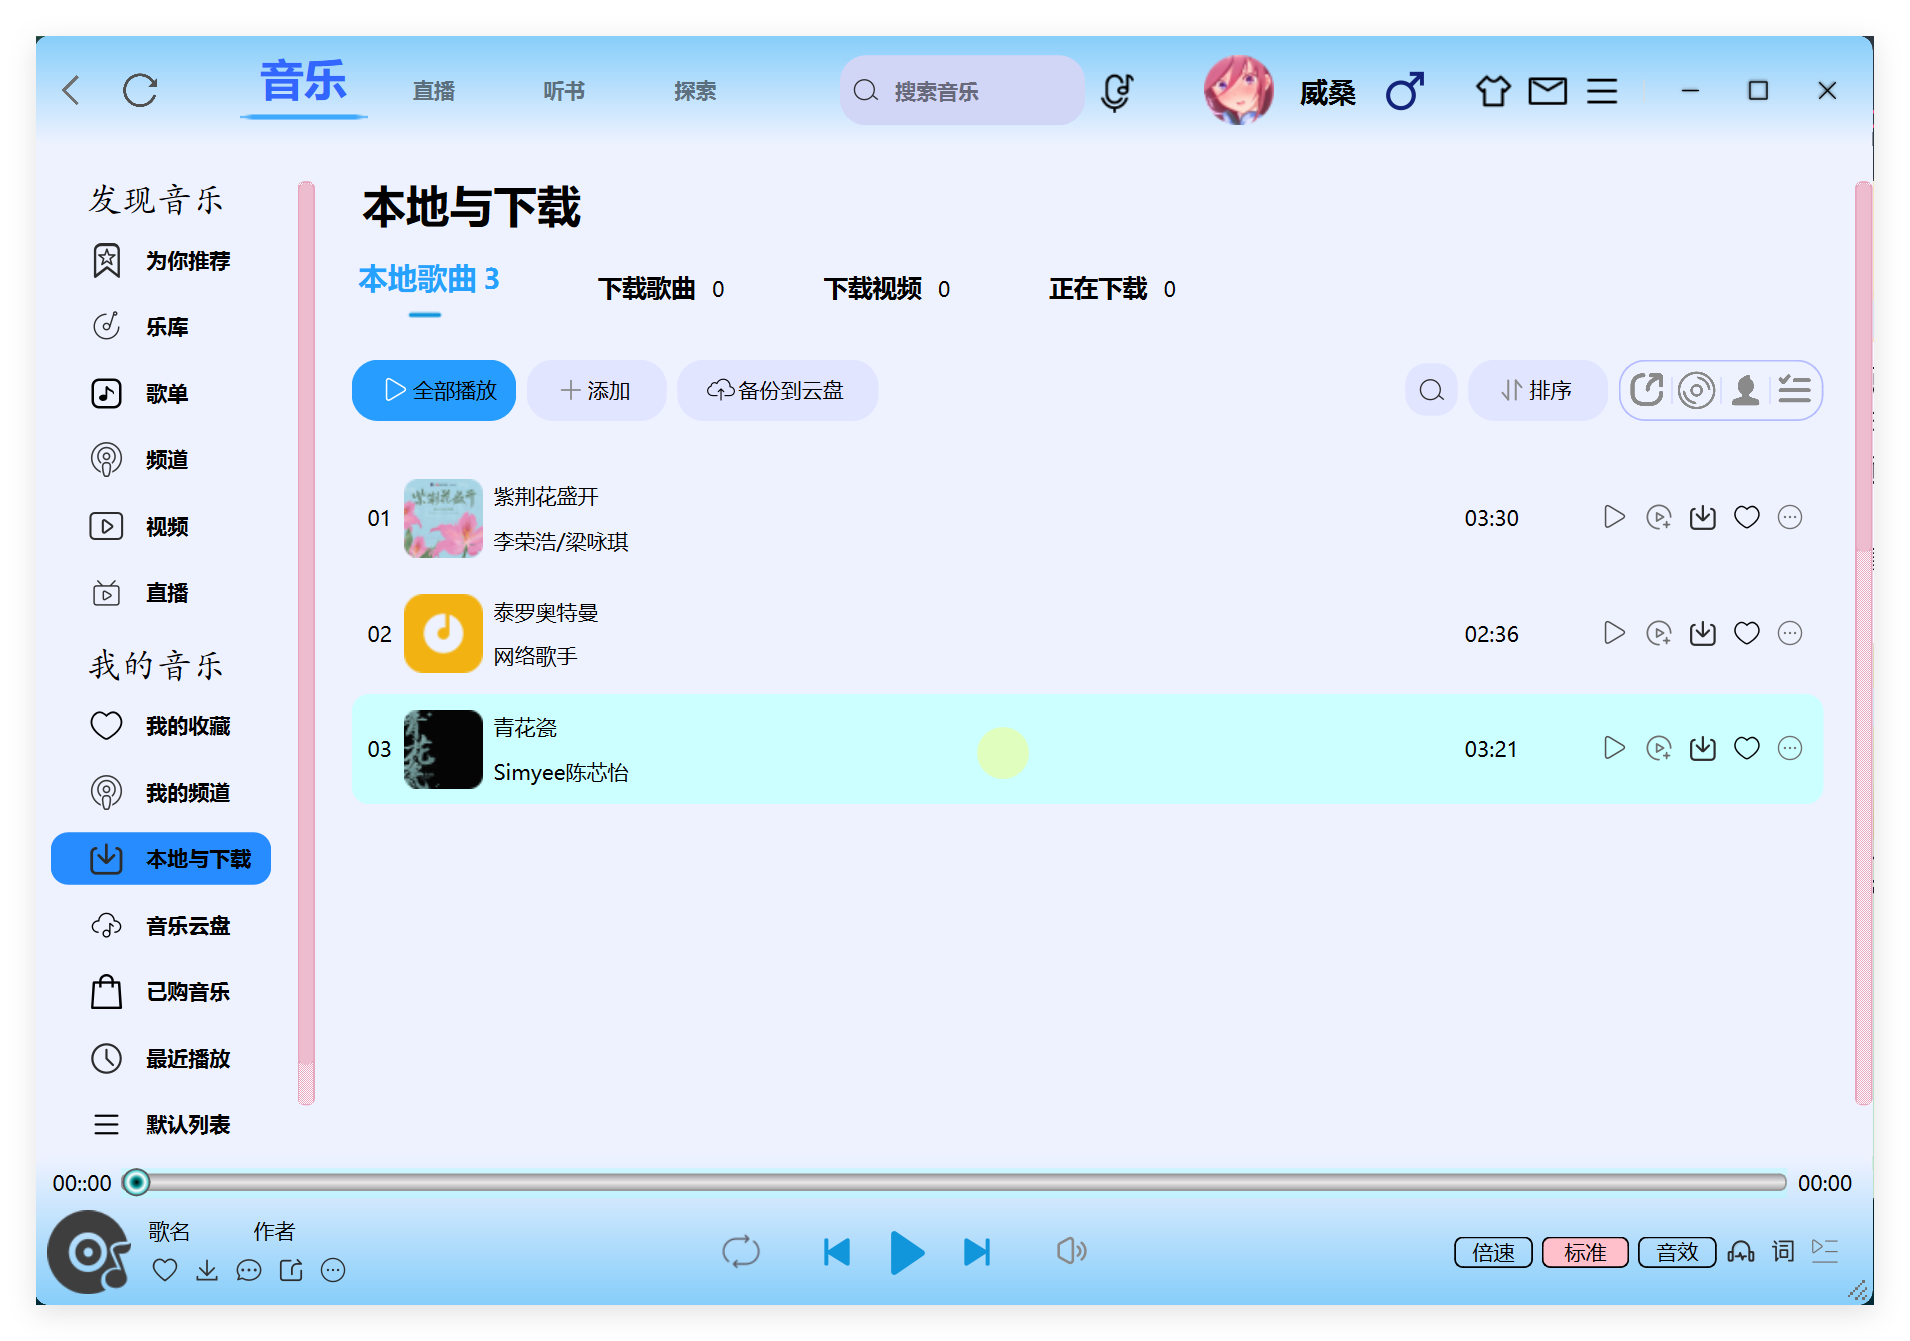 音乐
直播
听书
探索
搜索音乐
威桑
发现音乐
为你推荐
乐库
歌单
频道
视频
直播
我的音乐
我的收藏
我的频道
本地与下载
音乐云盘
已购音乐
最近播放
默认列表
本地与下载
本地歌曲 3
下载歌曲 0
下载视频 0
正在下载 0
全部播放
添加
备份到云盘
排序
01
紫荆花盛开
紫荆花盛开
李荣浩/梁咏琪
03:30
02
泰罗奥特曼
网络歌手
02:36
03
青花瓷
青花瓷
Simyee陈芯怡
03:21
00::00
00:00
歌名
作者
倍速
标准
音效
词